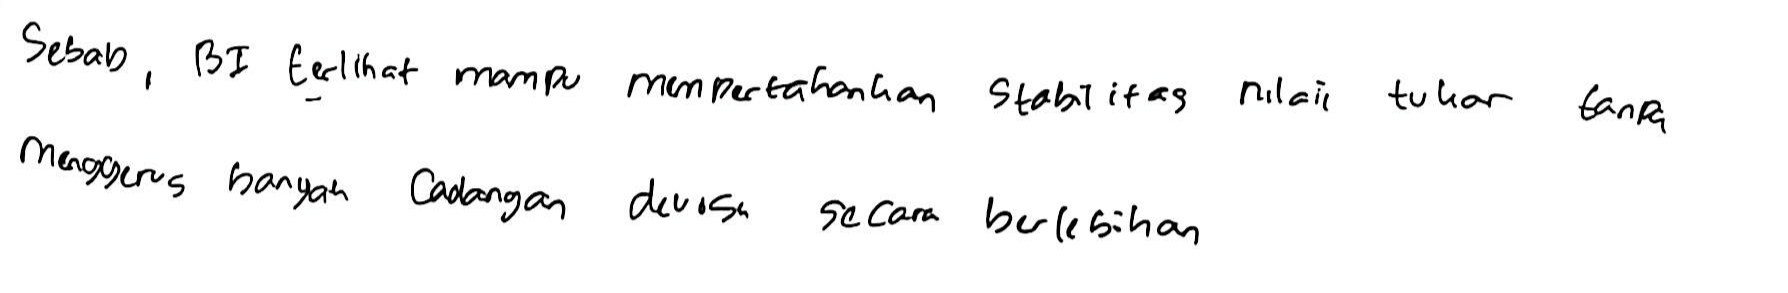 Sebab, BI terlihat mampu mempertahankan stabilitas nilai tukar tanpa
menggerus banyak Cadangan devisa secara berlebihan